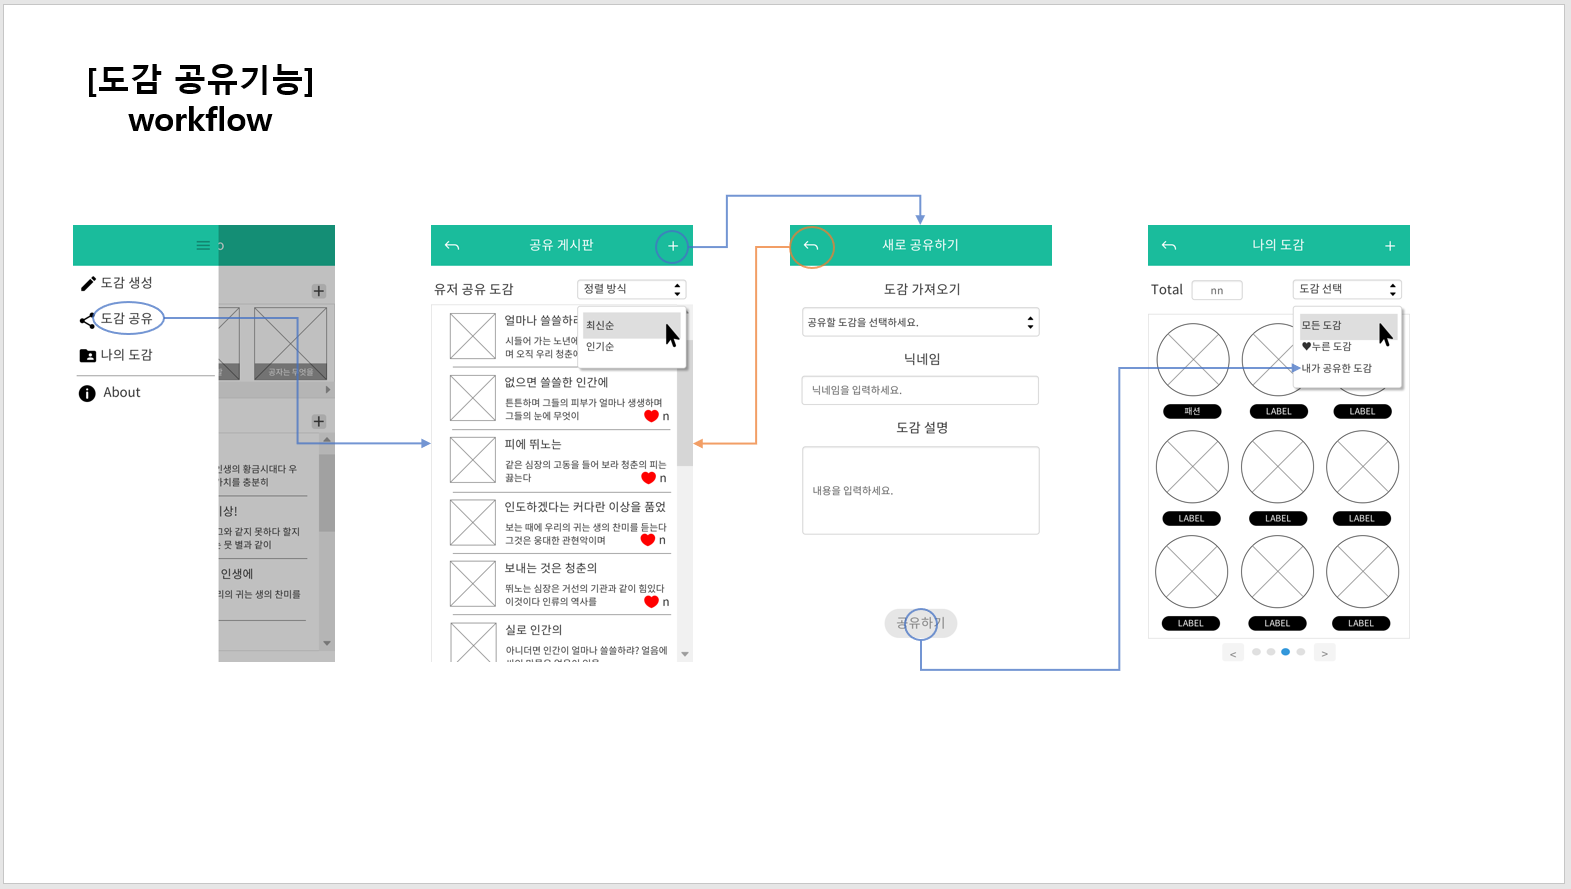 [도감 공유기능]
workflow
도감 생성
도감 공유
나의 도감
About
공자는 무엇을
인생의 황금시대다 우
가치를 충분히
이상!
그와 같지 못하다 할지
는 뭇 별과 같이
인생에
리의 귀는 생의 찬미를
공유 게시판
+
유저 공유 도감
정렬 방식
최신순
인기순
얼마나 쓸쓸하랴
시들어 가는 노년에
며 오직 우리 청춘에
없으면 쓸쓸한 인간에
튼튼하며 그들의 피부가 얼마나 생생하며
그들의 눈에 무엇이
n
피에 뛰노는
같은 심장의 고동을 들어 보라 청춘의 피는
끓는다
n
인도하겠다는 커다란 이상을 품었
보는 때에 우리의 귀는 생의 찬미를 듣는다
그것은 웅대한 관현악이며
n
보내는 것은 청춘의
뛰노는 심장은 거선의 기관과 같이 힘있다
이것이다 인류의 역사를
n
실로 인간의
아니더면 인간이 얼마나 쓸쓸하랴? 얼음에
새로 공유하기
도감 가져오기
공유할 도감을 선택하세요.
닉네임
닉네임을 입력하세요.
도감 설명
내용을 입력하세요.
공유하기
나의 도감
+
Total
nn
도감 선택
모든 도감
♥누른 도감
내가 공유한 도감
패션
LABEL
LABEL
LABEL
LABEL
LABEL
LABEL
LABEL
LABEL
<
>